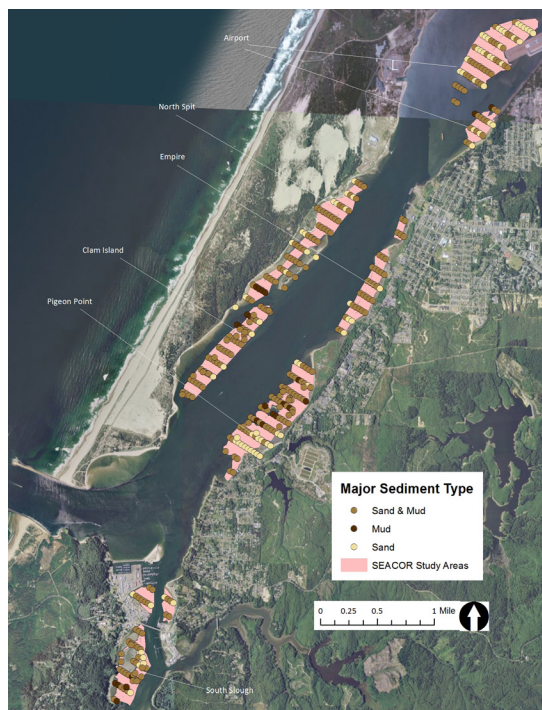 Airport
North Spit
Empire
Clam Island
Pigeon Point
Major Sediment Type
Sand & Mud
Mud
Sand
SEACOR Study Areas
0 0.25 0.5 1 Mile
South Slough